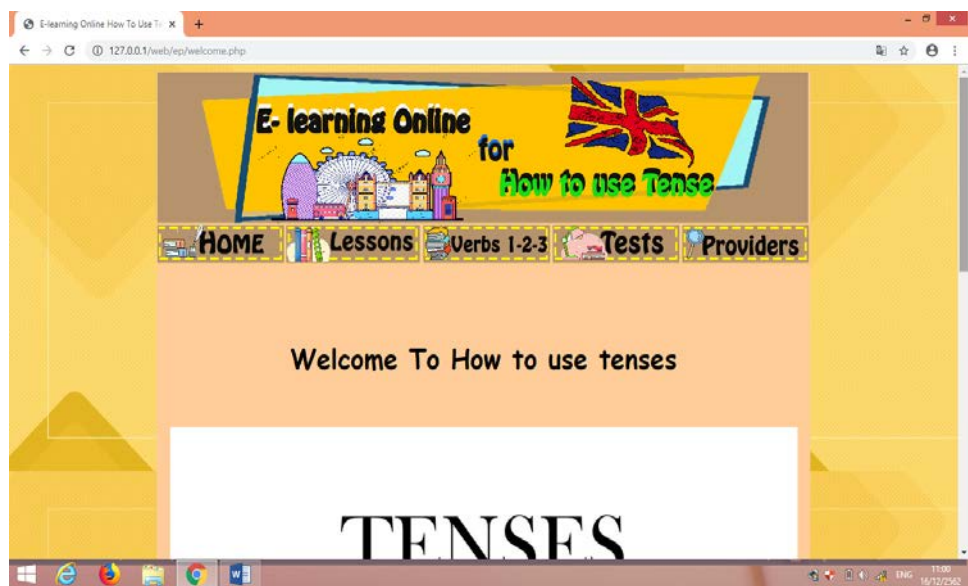 E-learning Online How To Use Te
127.0.0.1/web/ep/welcome.php
E- learning Online
for
How to use Tense
HOME Lessons Verbs 1-2-3 Tests Providers
Welcome To How to use tenses
TENSES
ENG 11:00
16/12/2562